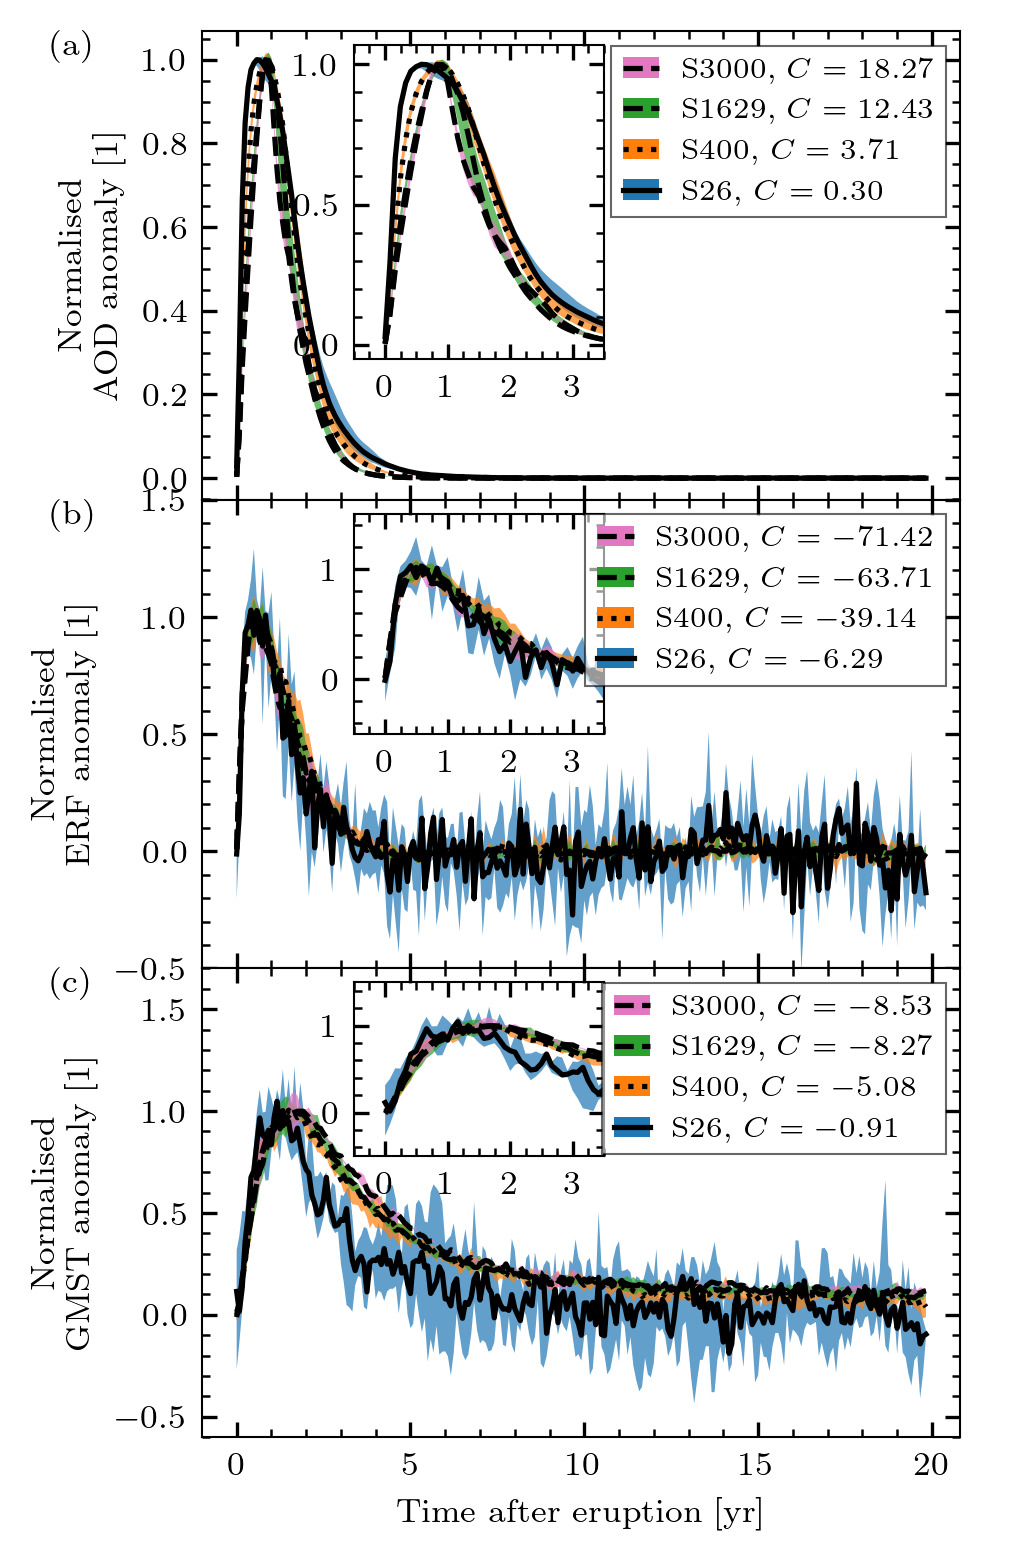 (a)
Normalised
AOD anomaly [1]
1.0
0.8
0.6
0.4
0.2
0.0
1.0
0.5
0 1 2 3
S3000, C = 18.27
S1629, C = 12.43
S400, C = 3.71
S26, C = 0.30
(b)
Normalised
ERF anomaly [1]
1.5
1.0
0.5
0.0
−0.5
1
0
0 1 2 3
S3000, C = −71.42
S1629, C = −63.71
S400, C = −39.14
S26, C = −6.29
(c)
Normalised
GMST anomaly [1]
1.5
1.0
0.5
0.0
−0.5
1
0
0 1 2 3
S3000, C = −8.53
S1629, C = −8.27
S400, C = −5.08
S26, C = −0.91
0 5 10 15 20
Time after eruption [yr]